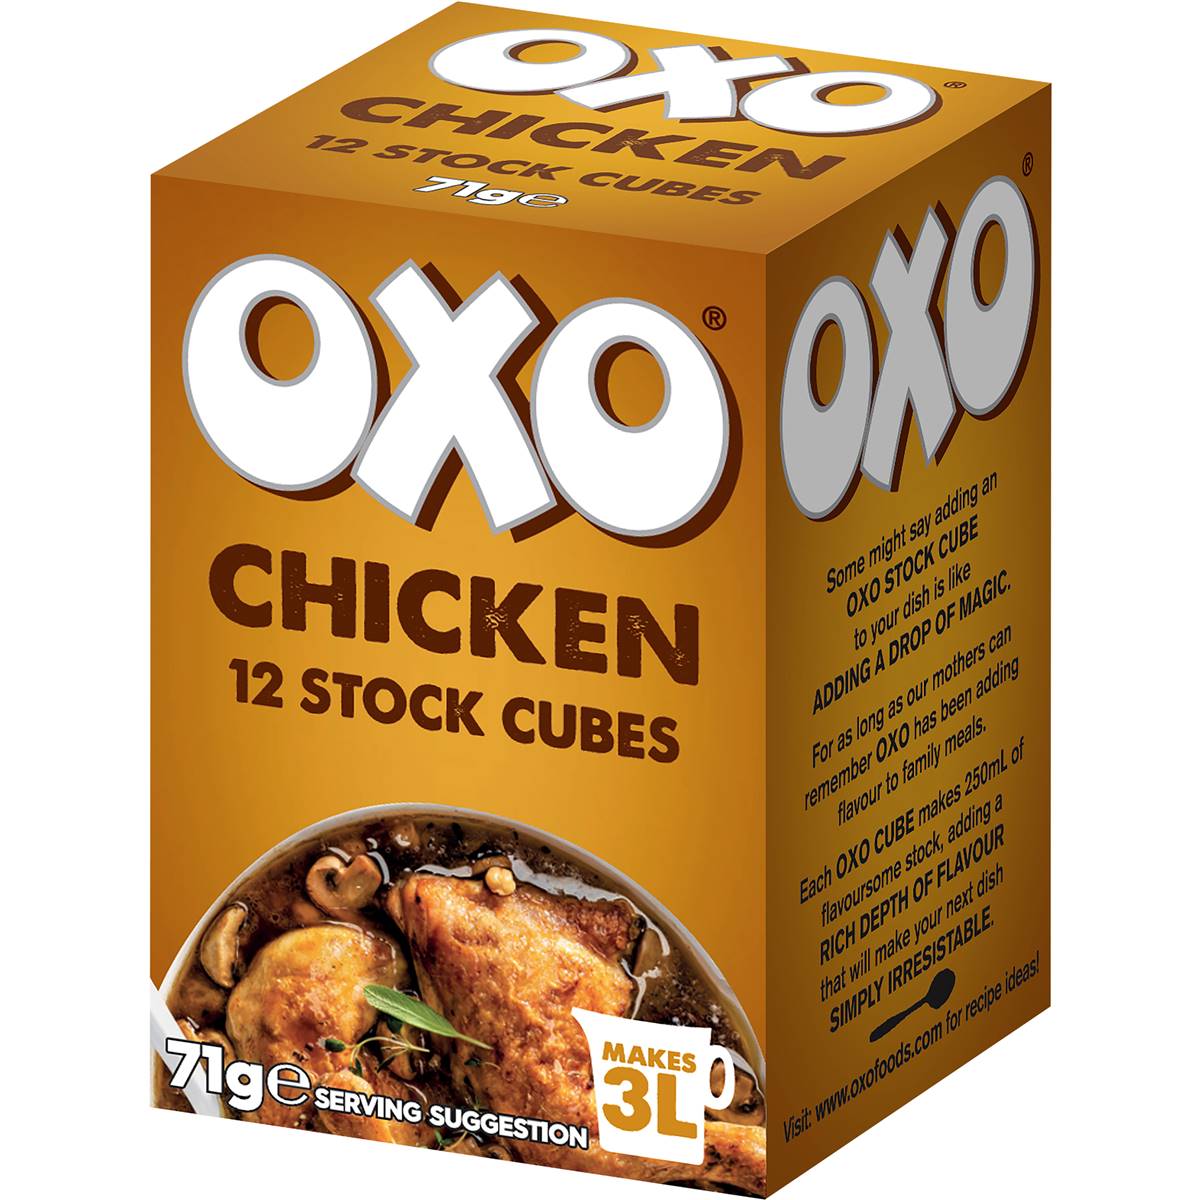 OXO®
CHICKEN
12 STOCK CUBES
71g℮
OXO®
CHICKEN
12 STOCK CUBES
71g℮ SERVING SUGGESTION
MAKES
3L
OXO®
Some might say adding an
OXO STOCK CUBE
to your dish is like
ADDING A DROP OF MAGIC.
For as long as our mothers can
remember OXO has been adding
flavour to family meals.
Each OXO CUBE makes 250mL of
flavoursome stock, adding a
RICH DEPTH OF FLAVOUR
that will make your next dish
SIMPLY IRRESISTABLE.
Visit: www.oxofoods.com for recipe ideas!